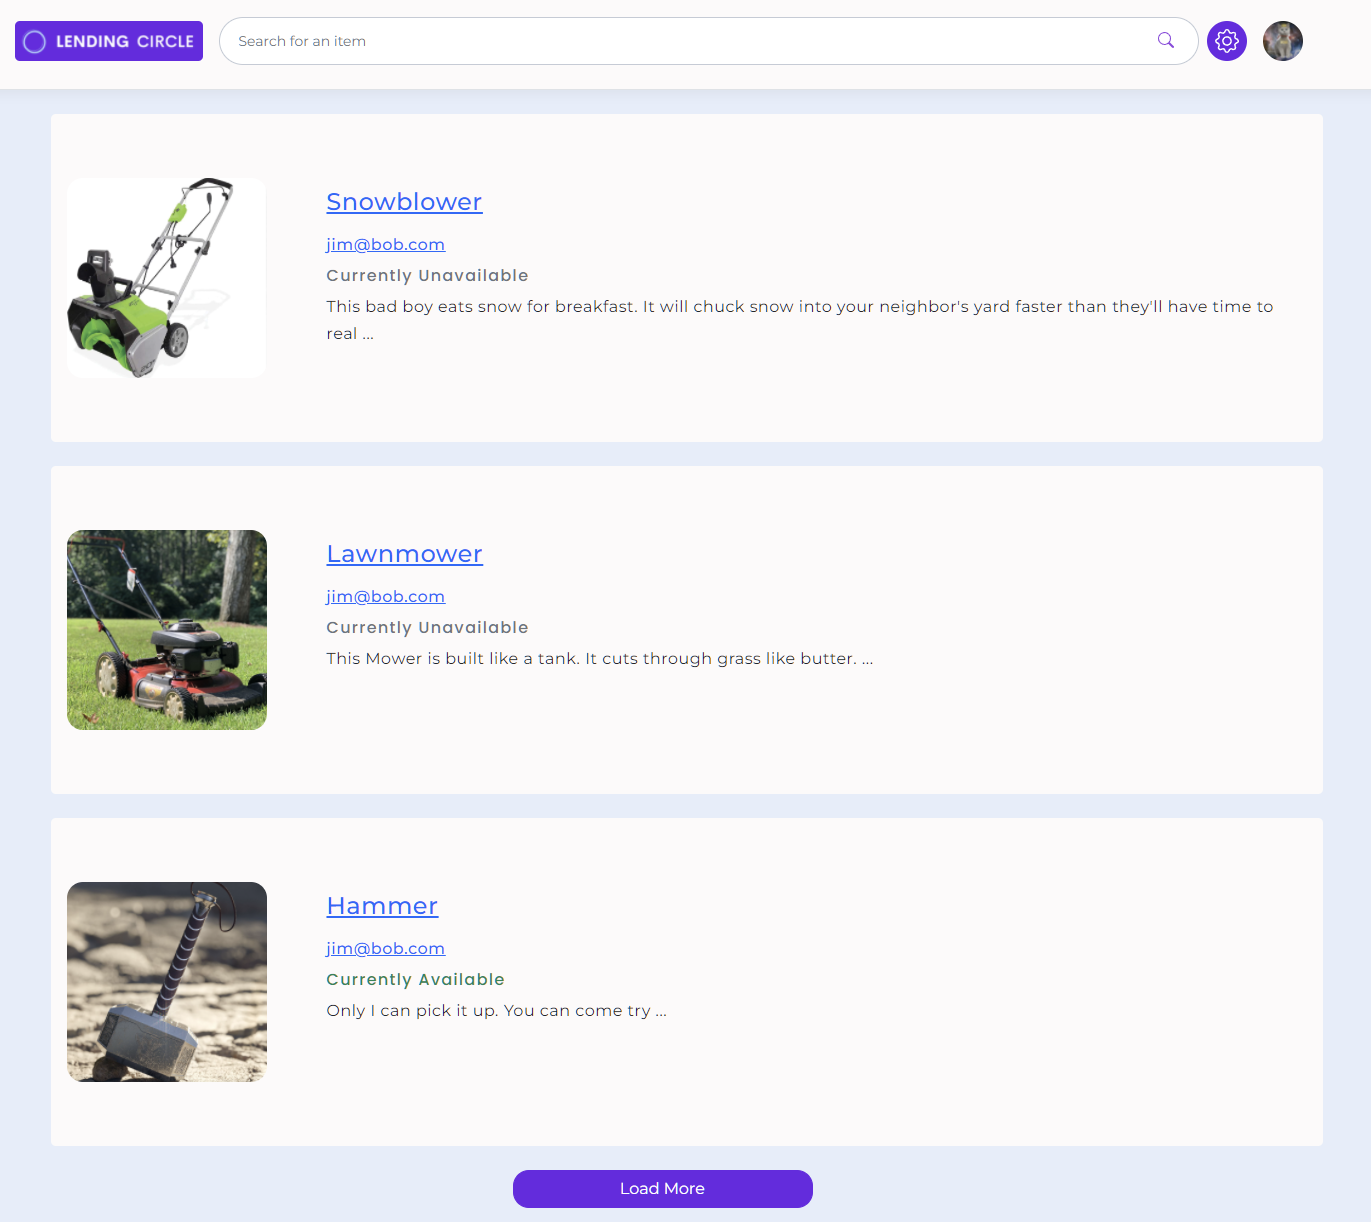 LENDING CIRCLE
Search for an item
Snowblower
jim@bob.com
Currently Unavailable
This bad boy eats snow for breakfast. It will chuck snow into your neighbor's yard faster than they'll have time to
real ...
Lawnmower
jim@bob.com
Currently Unavailable
This Mower is built like a tank. It cuts through grass like butter. ...
Hammer
jim@bob.com
Currently Available
Only I can pick it up. You can come try ...
Load More